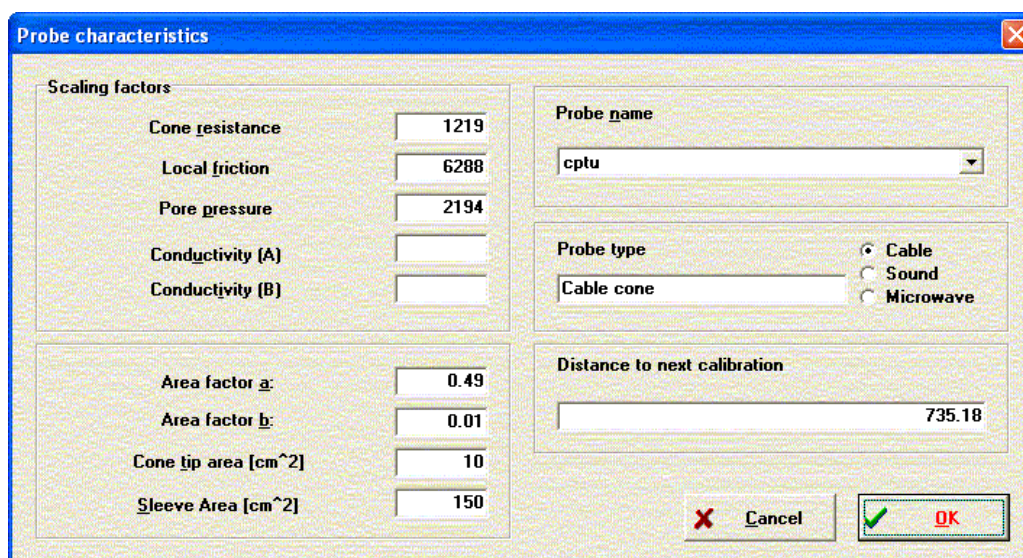 Probe characteristics
Scaling factors
Cone resistance 1219
Local friction 6288
Pore pressure 2194
Conductivity (A)
Conductivity (B)
Area factor a: 0.49
Area factor b: 0.01
Cone tip area [cm^2] 10
Sleeve Area [cm^2] 150
Probe name
cptu
Probe type
Cable cone
Cable
Sound
Microwave
Distance to next calibration
735.18
Cancel
OK